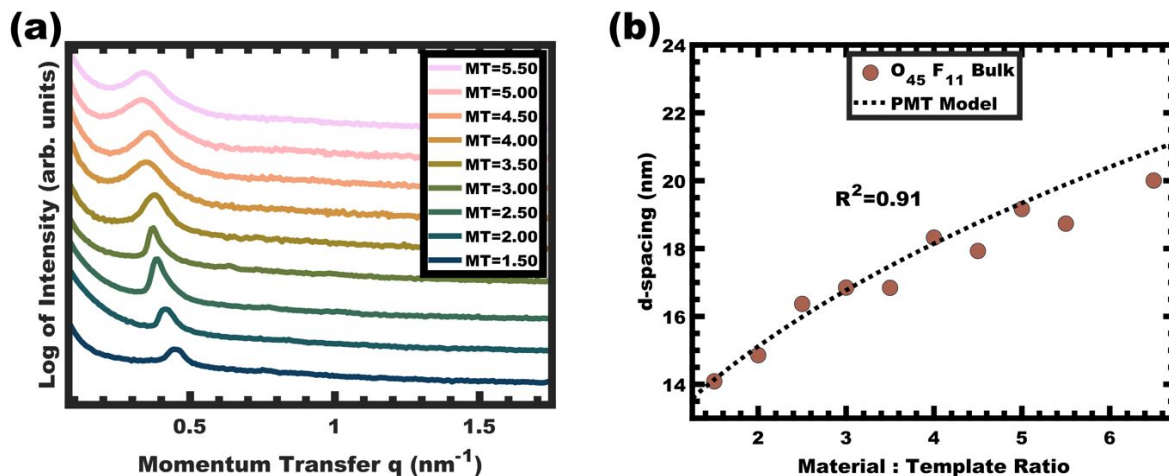 (a)
Log of Intensity (arb. units)
MT=5.50
MT=5.00
MT=4.50
MT=4.00
MT=3.50
MT=3.00
MT=2.50
MT=2.00
MT=1.50
0.5 1 1.5
Momentum Transfer q (nm⁻¹)
(b)
d-spacing (nm)
24
22
20
18
16
14
O₄₅ F₁₁ Bulk
PMT Model
R²=0.91
2 3 4 5 6
Material : Template Ratio